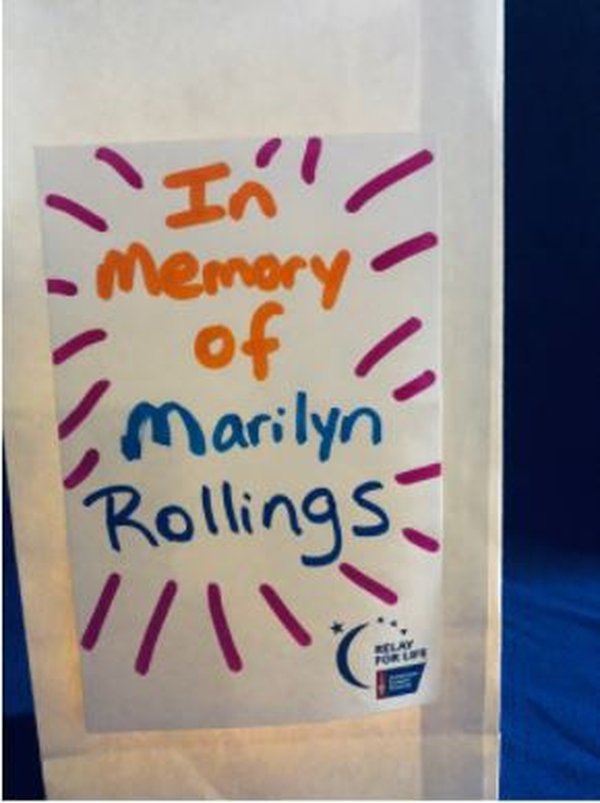 In
memory
of
Marilyn
Rollings
RELAY
FOR LIFE